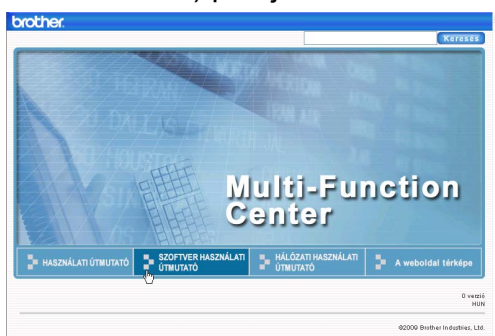 brother.
Keresés
Multi-Function
Center
HASZNÁLATI ÚTMUTATÓ
SZOFTVER HASZNÁLATI
ÚTMUTATÓ
HÁLÓZATI HASZNÁLATI
ÚTMUTATÓ
A weboldal térképe
0 verzió
HUN
©2009 Brother Industries, Ltd.